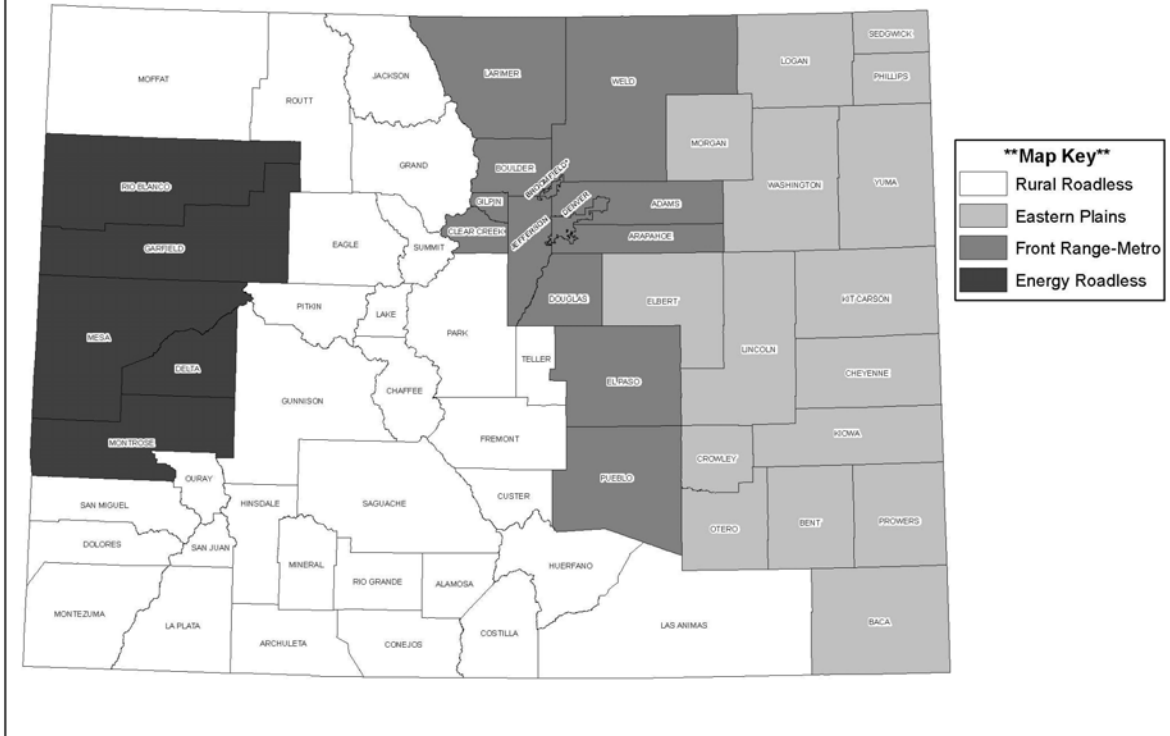 SEDGWICK
LOGAN
LARIMER
JACKSON
PHILLIPS
MOFFAT
WELD
ROUTT
MORGAN
**Map Key**
GRAND
BOULDER
BROOMFIELD*
Rural Roadless
RIO BLANCO
WASHINGTON
YUMA
GILPIN
DENVER
ADAMS
Eastern Plains
CLEAR CREEK
JEFFERSON
ARAPAHOE
EAGLE
SUMMIT
GARFIELD
Front Range-Metro
Energy Roadless
DOUGLAS
ELBERT
KIT CARSON
PITKIN
LAKE
PARK
MESA
LINCOLN
TELLER
DELTA
CHEYENNE
EL PASO
CHAFFEE
GUNNISON
KIOWA
FREMONT
MONTROSE
CROWLEY
OURAY
PUEBLO
CUSTER
HINSDALE
SAGUACHE
SAN MIGUEL
PROWERS
BENT
OTERO
DOLORES
SAN JUAN
MINERAL
HUERFANO
RIO GRANDE
ALAMOSA
MONTEZUMA
BACA
LA PLATA
LAS ANIMAS
COSTILLA
ARCHULETA
CONEJOS